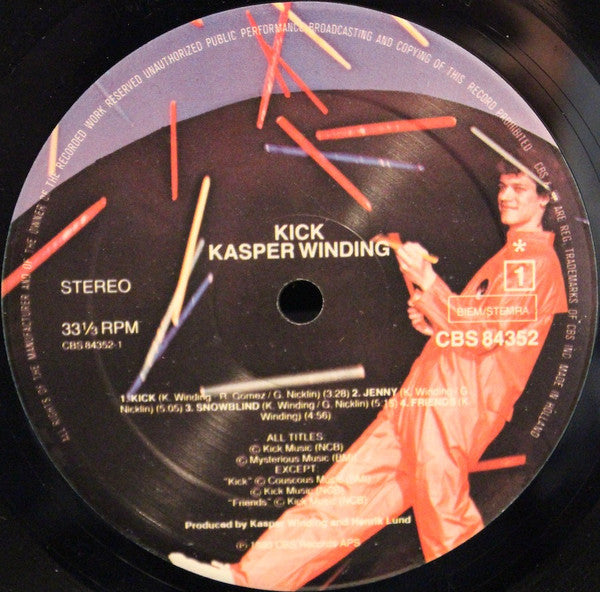 ALL RIGHTS OF THE MANUFACTURER AND OF THE OWNER OF THE RECORDED WORK RESERVED UNAUTHORIZED PUBLIC PERFORMANCE BROADCASTING AND COPYING OF THIS RECORD PROHIBITED CBS ARE REG. TRADEMARKS OF CBS INC MADE IN HOLLAND
KICK
KASPER WINDING
*
STEREO
1
33⅓ RPM
BIEM/STEMRA
CBS 84352-1
CBS 84352
1. KICK (K. Winding - R. Gomez / G. Nicklin) (3:28) 2. JENNY (K. Winding / G.
Nicklin) (5:05) 3. SNOWBLIND (K. Winding / G. Nicklin) (5:15) 4. FRIENDS (K.
Winding) (4:56)
ALL TITLES:
© Kick Music (NCB)
© Mysterious Music (BMI)
EXCEPT:
"Kick" © Couscous Music (BMI)
© Kick Music (NCB)
"Friends" © Kick Music (NCB)
Produced by Kasper Winding and Henrik Lund
℗ CBS Records APS